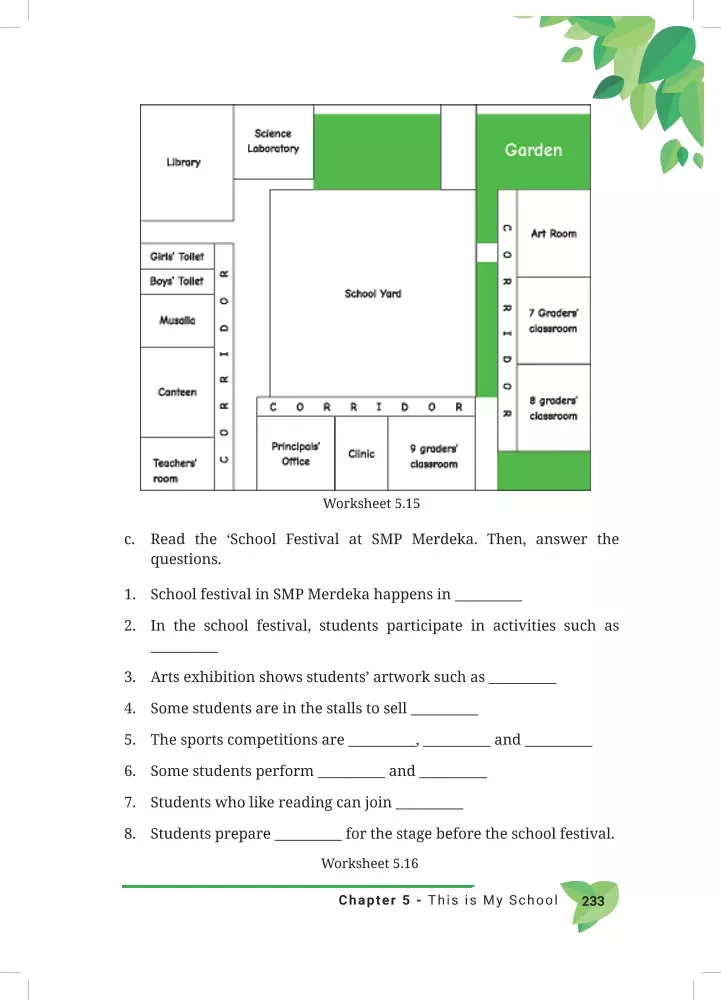 Library
Science
Laboratory
Garden
Girls' Toilet
Boys' Toilet
Musalla
Canteen
Teachers'
room
CORRIDOR
School Yard
CORRIDOR
Principals'
Office
Clinic
9 graders'
classroom
CORRIDOR
Art Room
7 Graders'
classroom
8 graders'
classroom
Worksheet 5.15
c. Read the ‘School Festival at SMP Merdeka. Then, answer the
questions.
1. School festival in SMP Merdeka happens in __________
2. In the school festival, students participate in activities such as
__________
3. Arts exhibition shows students’ artwork such as __________
4. Some students are in the stalls to sell __________
5. The sports competitions are __________, __________ and __________
6. Some students perform __________ and __________
7. Students who like reading can join __________
8. Students prepare __________ for the stage before the school festival.
Worksheet 5.16
Chapter 5 - This is My School 233